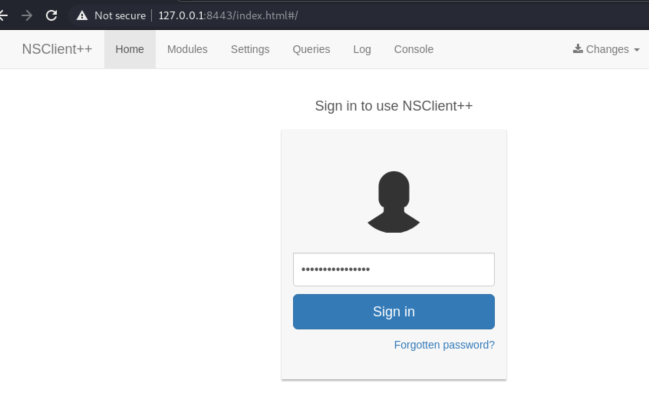 Not secure 127.0.0.1:8443/index.html#/
NSClient++ Home Modules Settings Queries Log Console Changes
Sign in to use NSClient++
••••••••••••••••
Sign in
Forgotten password?